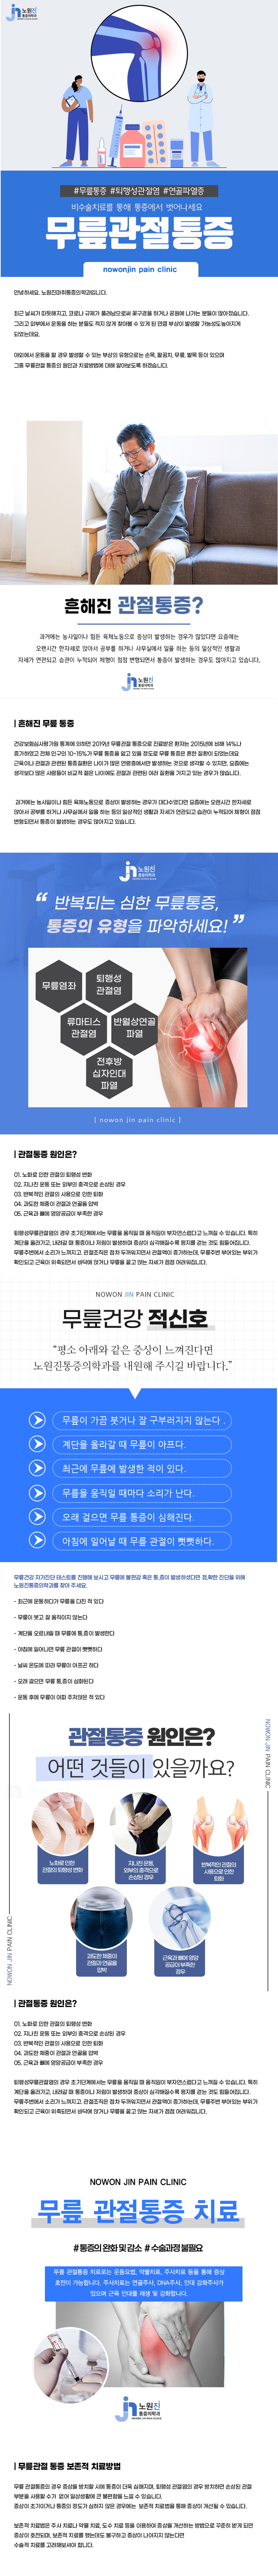 노원진
통증의학과
#무릎통증 #퇴행성관절염 #연골파열증
비수술치료를 통해 통증에서 벗어나세요
무릎관절통증
nowonjin pain clinic
안녕하세요. 노원진마취통증의학과입니다.
최근 날씨가 따뜻해지고, 코로나 규제가 풀려남으로써 꽃구경을 하거나 공원에 나가는 분들이 많아졌습니다.
그리고 외부에서 운동을 하는 분들도 적지 않게 찾아볼 수 있게 된 만큼 부상이 발생할 가능성도높아지게
되었는데요.
야외에서 운동을 할 경우 발생할 수 있는 부상의 유형으로는 손목, 팔꿈치, 무릎, 발목 등이 있으며
그중 무릎관절 통증의 원인과 치료방법에 대해 알아보도록 하겠습니다.
흔해진 관절통증?
과거에는 농사일이나 힘든 육체노동으로 증상이 발생하는 경우가 많았다면 요즘에는
오랜시간 한자세로 앉아서 공부를 하거나 사무실에서 일을 하는 등의 일상적인 생활과
자세가 연관되고 습관이 누적되어 체형이 점점 변형되면서 통증이 발생하는 경우도 많아지고 있습니다.
노원진
통증의학과
| 흔해진 무릎 통증
건강보험심사평가원 통계에 의하면 2019년 무릎관절 통증으로 진료받은 환자는 2015년에 비해 14%나
증가하였고 전체 인구의 10~15%가 무릎 통증을 앓고 있을 정도로 무릎 통증은 흔한 질환이 되었는데요
근육이나 관절과 관련된 통증질환은 나이가 많은 연령층에서만 발생하는 것으로 생각할 수 있지만, 요즘에는
생각보다 많은 사람들이 비교적 젊은 나이에도 관절과 관련된 여러 질환을 가지고 있는 경우가 많습니다.
과거에는 농사일이나 힘든 육체노동으로 증상이 발생하는 경우가 대다수였다면 요즘에는 오랜시간 한자세로
앉아서 공부를 하거나 사무실에서 일을 하는 등의 일상적인 생활과 자세가 연관되고 습관이 누적되어 체형이 점점
변형되면서 통증이 발생하는 경우도 많아지고 있습니다.
노원진
통증의학과
“ 반복되는 심한 무릎통증,
통증의 유형을 파악하세요! ”
무릎염좌
퇴행성
관절염
류마티스
관절염
반월상연골
파열
전후방
십자인대
파열
| nowon jin pain clinic |
| 관절통증 원인은?
01. 노화로 인한 관절의 퇴행성 변화
02. 지나친 운동 또는 외부의 충격으로 손상된 경우
03. 반복적인 관절의 사용으로 인한 퇴화
04. 과도한 체중이 관절과 연골을 압박
05. 근육과 뼈에 영양공급이 부족한 경우
퇴행성무릎관절염의 경우 초기단계에서는 무릎을 움직일 때 움직임이 부자연스럽다고 느껴질 수 있습니다. 특히
계단을 올라가고, 내려갈 때 통증이나 저림이 발생하며 증상이 심각해질수록 평지를 걷는 것도 힘들어집니다.
무릎주변에서 소리가 느껴지고. 관절조직은 점차 두꺼워지면서 관절액이 증가하는데, 무릎주변 부어있는 부위가
확인되고 근육이 위축되면서 바닥에 앉거나 무릎을 꿇고 앉는 자세가 점점 어려워집니다.
NOWON JIN PAIN CLINIC
무릎건강 적신호
“평소 아래와 같은 증상이 느껴진다면
노원진통증의학과를 내원해 주시길 바랍니다.”
무릎이 가끔 붓거나 잘 구부러지지 않는다 .
계단을 올라갈 때 무릎이 아프다.
최근에 무릎에 발생한 적이 있다.
무릎을 움직일 때마다 소리가 난다.
오래 걸으면 무릎 통증이 심해진다.
아침에 일어날 때 무릎 관절이 뻣뻣하다.
무릎건강 자가진단 테스트를 진행해 보시고 무릎에 불편감 혹은 통,증이 발생하셨다면 정,확한 진단을 위해
노원진통증의학과를 찾아 주세요.
- 최근에 운동하다가 무릎을 다친 적 있다
- 무릎이 붓고 잘 움직이지 않는다
- 계단을 오르내릴 때 무릎에 통,증이 발생한다
- 아침에 일어나면 무릎 관절이 뻣뻣하다
- 날씨 온도에 따라 무릎이 아프곤 하다
- 오래 걸으면 무릎 통,증이 심화된다
- 운동 후에 무릎이 아파 주저앉은 적 있다
NOWON JIN PAIN CLINIC
관절통증 원인은?
어떤 것들이 있을까요?
노화로 인한
관절의 퇴행성 변화
지나친 운동,
외부의 충격으로
손상된 경우
반복적인 관절의
사용으로 인한
퇴화
과도한 체중이
관절과 연골을
압박
근육과 뼈에 영양
공급이 부족한
경우
NOWON JIN PAIN CLINIC
| 관절통증 원인은?
01. 노화로 인한 관절의 퇴행성 변화
02. 지나친 운동 또는 외부의 충격으로 손상된 경우
03. 반복적인 관절의 사용으로 인한 퇴화
04. 과도한 체중이 관절과 연골을 압박
05. 근육과 뼈에 영양공급이 부족한 경우
퇴행성무릎관절염의 경우 초기단계에서는 무릎을 움직일 때 움직임이 부자연스럽다고 느껴질 수 있습니다. 특히
계단을 올라가고, 내려갈 때 통증이나 저림이 발생하며 증상이 심각해질수록 평지를 걷는 것도 힘들어집니다.
무릎주변에서 소리가 느껴지고. 관절조직은 점차 두꺼워지면서 관절액이 증가하는데, 무릎주변 부어있는 부위가
확인되고 근육이 위축되면서 바닥에 앉거나 무릎을 꿇고 앉는 자세가 점점 어려워집니다.
NOWON JIN PAIN CLINIC
무릎 관절통증 치료
#통증의 완화 및 감소 #수술과정 불필요
무릎 관절통증 치료로는 운동요법, 약물치료, 주사치료 등을 통해 증상
호전이 가능합니다. 주사치료는 연골주사, DNA주사, 인대 강화주사가
있으며 근육 인대를 재생 및 강화합니다.
노원진
통증의학과
| 무릎관절 통증 보존적 치료방법
무릎 관절통증의 경우 증상을 방치할 시에 통증이 더욱 심해지며, 퇴행성 관절염의 경우 방치하면 손상된 관절
부분을 사용할 수가 없어 일상생활에 큰 불편함을 느낄 수 있습니다.
증상이 초기이거나 통증의 정도가 심하지 않은 경우에는 보존적 치료법을 통해 증상이 개선될 수 있습니다.
보존적 치료법은 주사 치료나 약물 치료, 도수 치료 등을 이용하여 증상을 개선하는 방법으로 꾸준히 받게 되면
증상이 호전되며, 보존적 치료를 했는데도 불구하고 증상이 나아지지 않는다면
수술적 치료를 고려해보셔야 합니다.